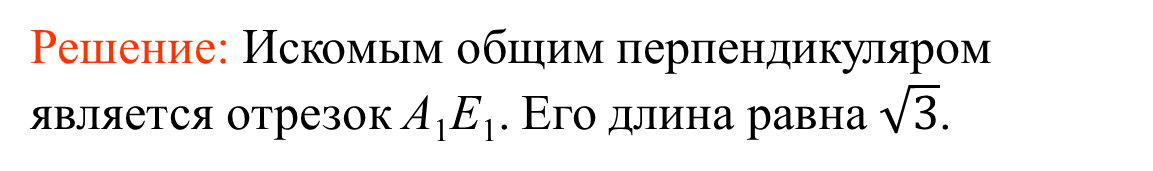 Решение: Искомым общим перпендикуляром
является отрезок A₁E₁. Его длина равна √3.